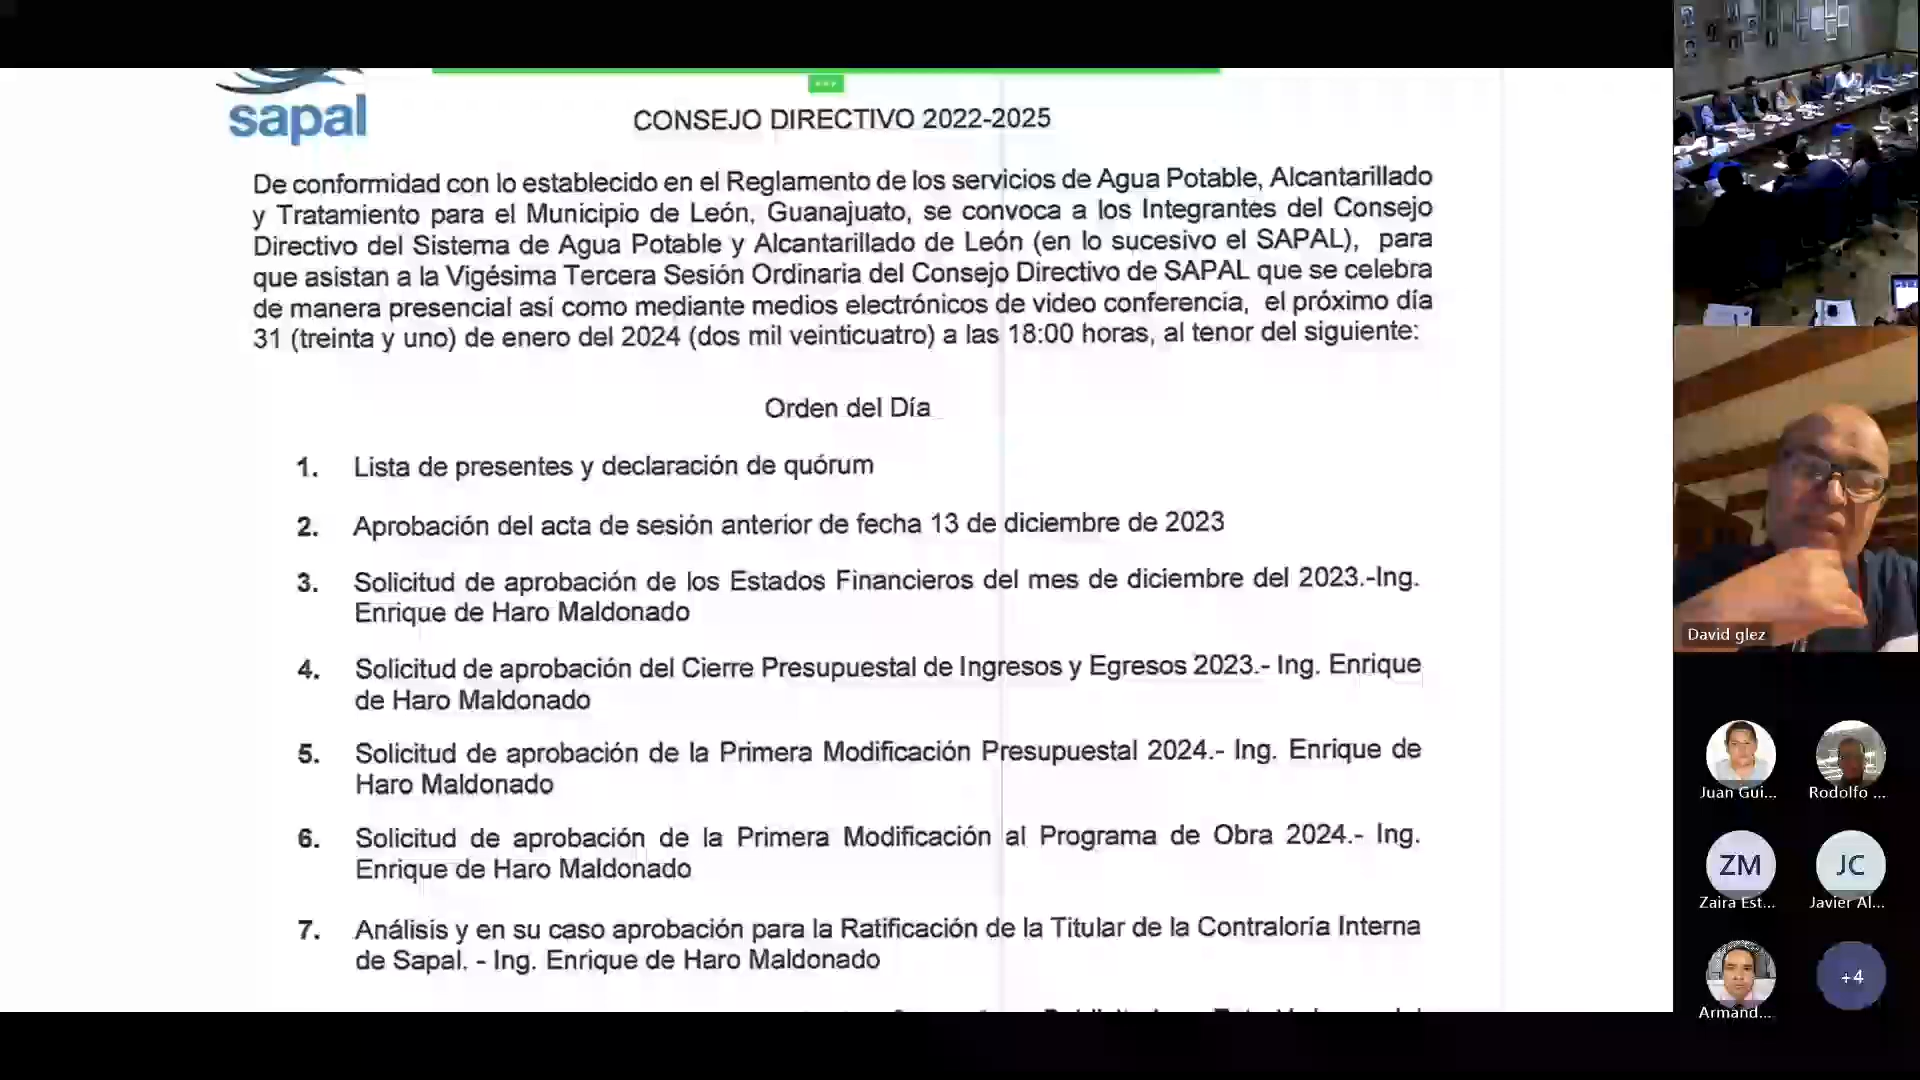 sapal
CONSEJO DIRECTIVO 2022-2025
De conformidad con lo establecido en el Reglamento de los servicios de Agua Potable, Alcantarillado
y Tratamiento para el Municipio de León, Guanajuato, se convoca a los Integrantes del Consejo
Directivo del Sistema de Agua Potable y Alcantarillado de León (en lo sucesivo el SAPAL), para
que asistan a la Vigésima Tercera Sesión Ordinaria del Consejo Directivo de SAPAL que se celebra
de manera presencial así como mediante medios electrónicos de video conferencia, el próximo día
31 (treinta y uno) de enero del 2024 (dos mil veinticuatro) a las 18:00 horas, al tenor del siguiente:
Orden del Día
1. Lista de presentes y declaración de quórum
2. Aprobación del acta de sesión anterior de fecha 13 de diciembre de 2023
3. Solicitud de aprobación de los Estados Financieros del mes de diciembre del 2023.-Ing.
Enrique de Haro Maldonado
4. Solicitud de aprobación del Cierre Presupuestal de Ingresos y Egresos 2023.- Ing. Enrique
de Haro Maldonado
5. Solicitud de aprobación de la Primera Modificación Presupuestal 2024.- Ing. Enrique de
Haro Maldonado
6. Solicitud de aprobación de la Primera Modificación al Programa de Obra 2024.- Ing.
Enrique de Haro Maldonado
7. Análisis y en su caso aprobación para la Ratificación de la Titular de la Contraloría Interna
de Sapal. - Ing. Enrique de Haro Maldonado
David glez
Juan Gui...
Rodolfo ...
ZM
JC
Zaira Est...
Javier Al...
+4
Armand...